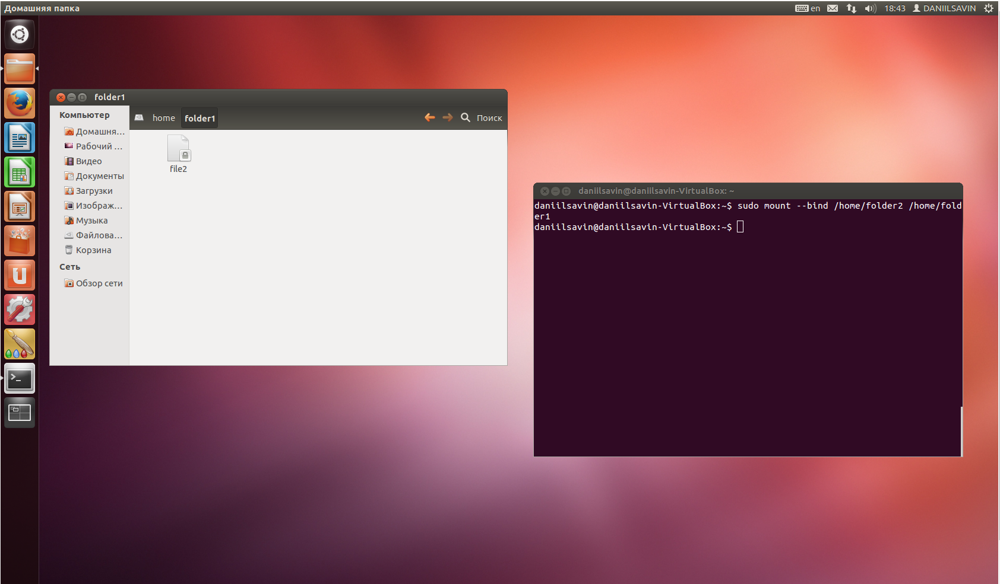 Домашняя папка
en
18:43
DANIILSAVIN
folder1
Компьютер
Домашня...
Рабочий ...
Видео
Документы
Загрузки
Изображ...
Музыка
Файлова...
Корзина
Сеть
Обзор сети
home
folder1
Поиск
file2
daniilsavin@daniilsavin-VirtualBox: ~
daniilsavin@daniilsavin-VirtualBox:~$ sudo mount --bind /home/folder2 /home/fold
er1
daniilsavin@daniilsavin-VirtualBox:~$